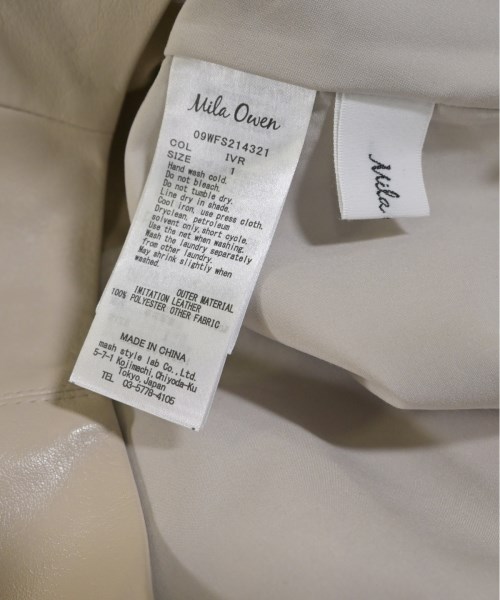 Mila Owen
09WFS214321
COL IVR
SIZE 1
Hand wash cold.
Do not bleach.
Do not tumble dry.
Line dry in shade.
Cool iron, use press cloth.
Dryclean, petroleum
solvent only, short cycle.
Use the net when washing.
Wash the laundry separately
from other laundry.
May shrink slightly when
washed.
OUTER MATERIAL
IMITATION LEATHER
100% POLYESTER OTHER FABRIC
MADE IN CHINA
mash style lab Co., Ltd.
5-7-1 Kojimachi, Chiyoda-Ku
Tokyo, Japan
TEL 03-5778-4105
Mila